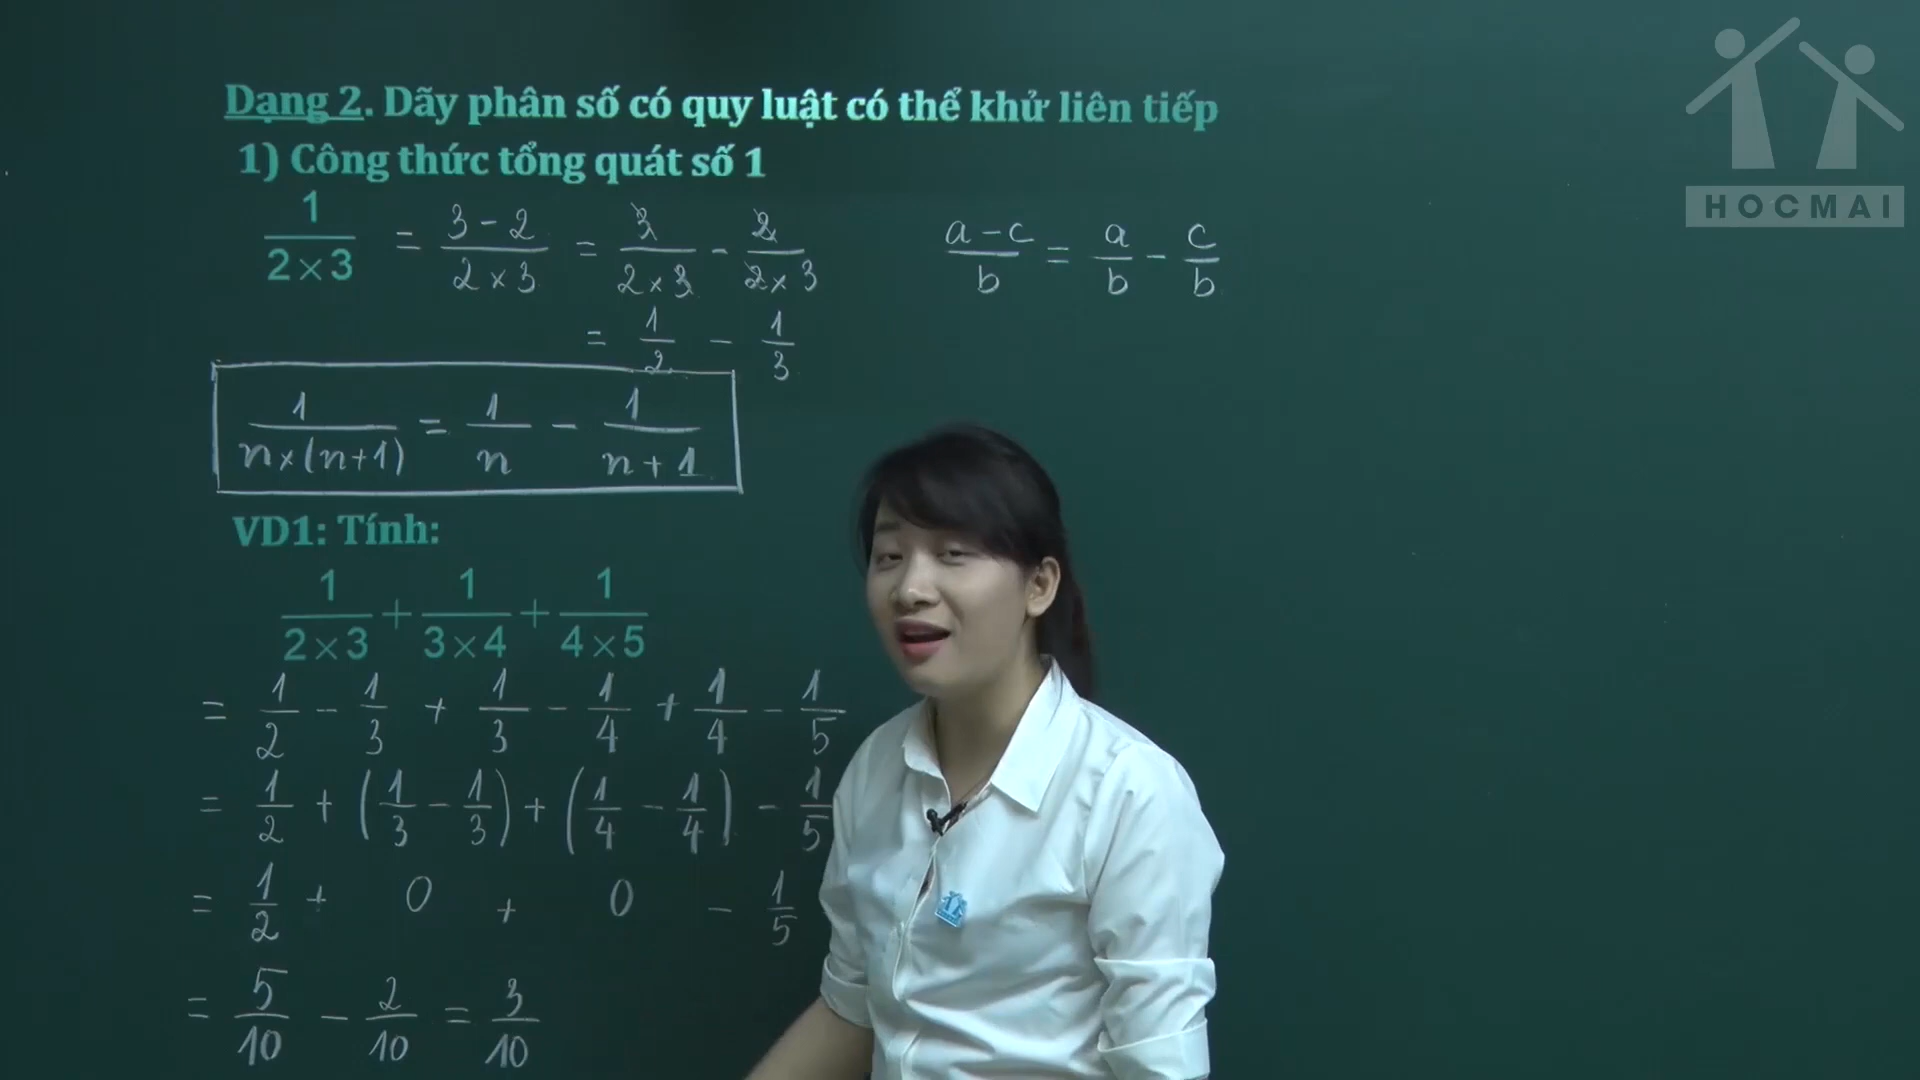 Dạng 2. Dãy phân số có quy luật có thể khử liên tiếp
1) Công thức tổng quát số 1
1/(2×3) = (3-2)/(2×3) = 3/(2×3) - 2/(2×3)
= 1/2 - 1/3
(a-c)/b = a/b - c/b
1/(n×(n+1)) = 1/n - 1/(n+1)
VD1: Tính:
1/(2×3) + 1/(3×4) + 1/(4×5)
= 1/2 - 1/3 + 1/3 - 1/4 + 1/4 - 1/5
= 1/2 + (1/3 - 1/3) + (1/4 - 1/4) - 1/5
= 1/2 + 0 + 0 - 1/5
= 5/10 - 2/10 = 3/10
HOCMAI